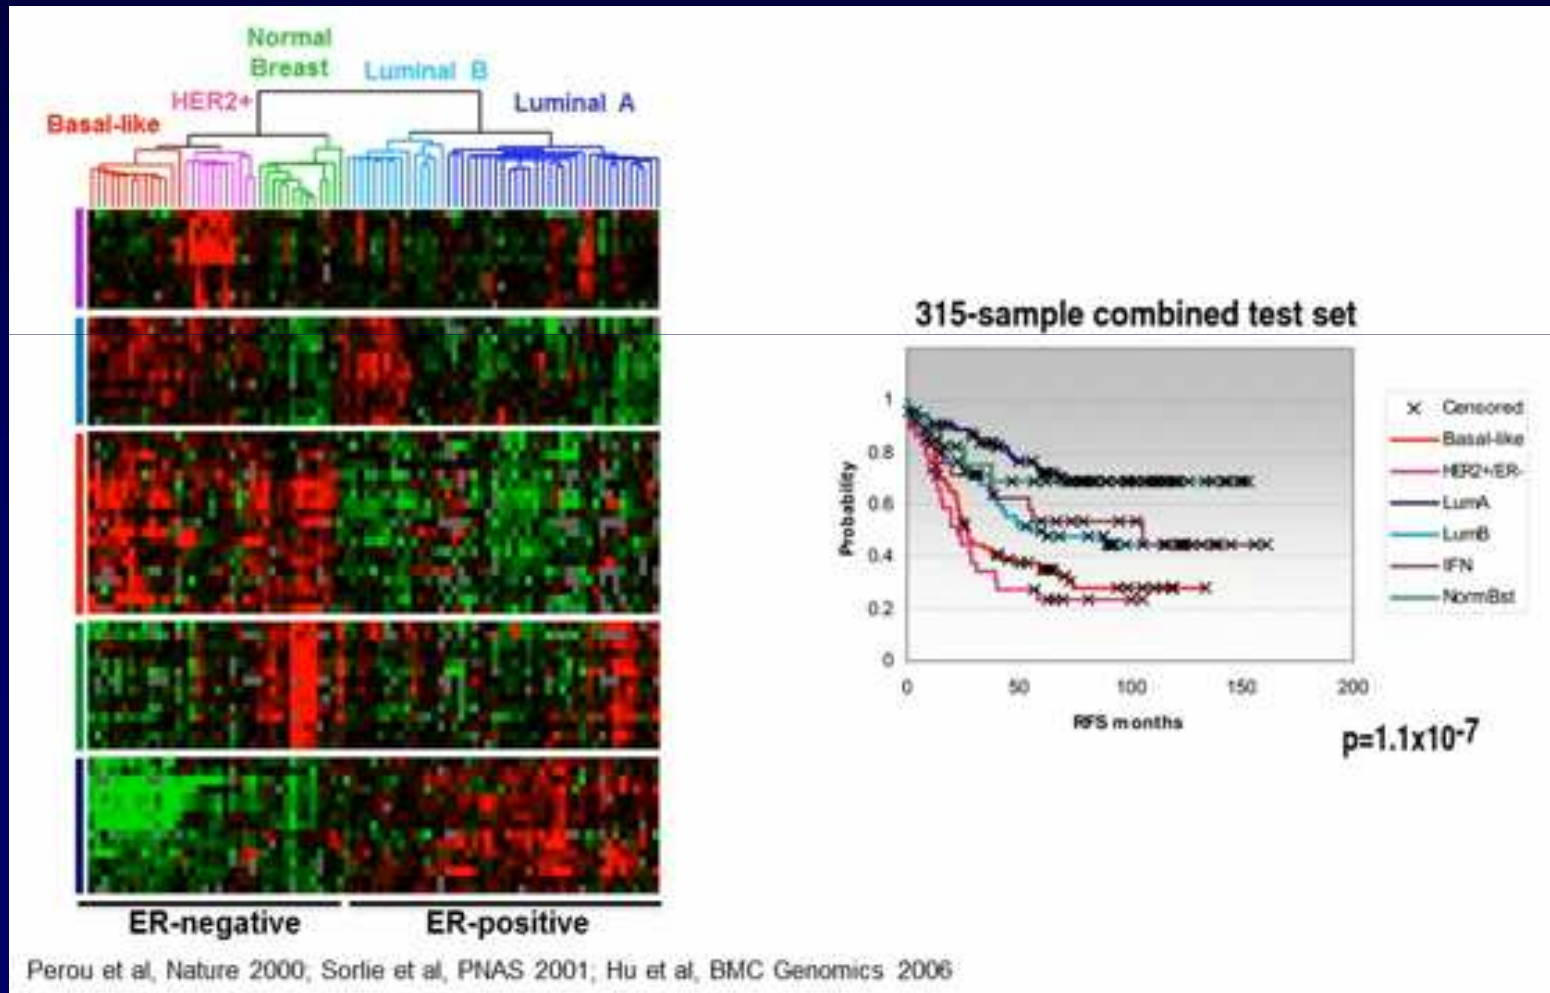 Normal
Breast
Luminal B
HER2+
Luminal A
Basal-like
ER-negative
ER-positive
315-sample combined test set
Probability
1
0.8
0.6
0.4
0.2
0
0
50
100
150
200
RFS months
Censored
Basal-like
HER2+/ER-
LumA
LumB
IFN
NormBst
p=1.1x10-7
Perou et al, Nature 2000; Sorlie et al, PNAS 2001; Hu et al, BMC Genomics 2006